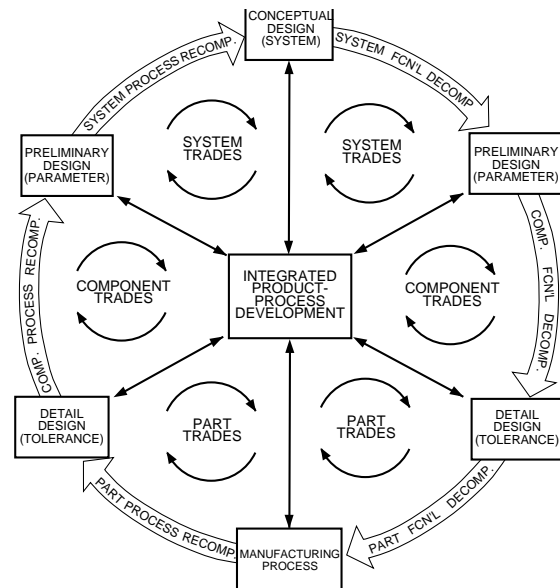 CONCEPTUAL
DESIGN
(SYSTEM)
SYSTEM PROCESS RECOMP.
SYSTEM FCN'L DECOMP
SYSTEM
TRADES
SYSTEM
TRADES
PRELIMINARY
DESIGN
(PARAMETER)
PRELIMINARY
DESIGN
(PARAMETER)
COMP. PROCESS RECOMP.
COMPONENT
TRADES
INTEGRATED
PRODUCT-
PROCESS
DEVELOPMENT
COMPONENT
TRADES
COMP. FCN'L DECOMP.
DETAIL
DESIGN
(TOLERANCE)
PART
TRADES
PART
TRADES
DETAIL
DESIGN
(TOLERANCE)
PART PROCESS RECOMP.
PART FCN'L DECOMP.
MANUFACTURING
PROCESS